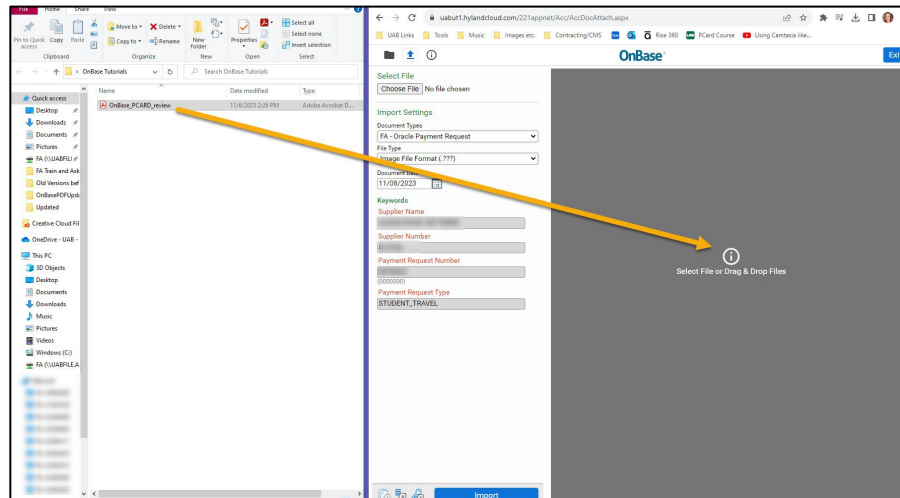 File Home Share View
Pin to Quick access
Copy
Paste
Move to
Copy to
Delete
Rename
New folder
Properties
Select all
Select none
Invert selection
Clipboard
Organize
New
Open
Select
OnBase Tutorials
Search OnBase Tutorials
Name
Date modified
Type
OnBase_PCARD_review
11/6/2023 2:26 PM
Adobe Acrobat D...
Quick access
Desktop
Downloads
Documents
Pictures
FA (\\UABFILI
FA Train and Ask
Old Versions bef
OnBasePDFUpda
Updated
Creative Cloud Fil
OneDrive - UAB -
This PC
3D Objects
Desktop
Documents
Downloads
Music
Pictures
Videos
Windows (C:)
FA (\\UABFILE.A
uabut1.hylandcloud.com/221appnet/Acc/AccDocAttach.aspx
UAB Links
Tools
Music
Images etc.
Contracting/CMS
Rise 360
PCard Course
Using Camtasia like...
OnBase
Exi
Select File
Choose File No file chosen
Import Settings
Document Types
FA - Oracle Payment Request
File Type
Image File Format (.???)
Document Date
11/08/2023
Keywords
Supplier Name
Supplier Number
Payment Request Number
(0000000)
Payment Request Type
STUDENT_TRAVEL
Select File or Drag & Drop Files
Import